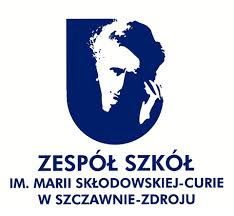 ZESPÓŁ SZKÓŁ
IM. MARII SKŁODOWSKIEJ-CURIE
W SZCZAWNIE-ZDROJU